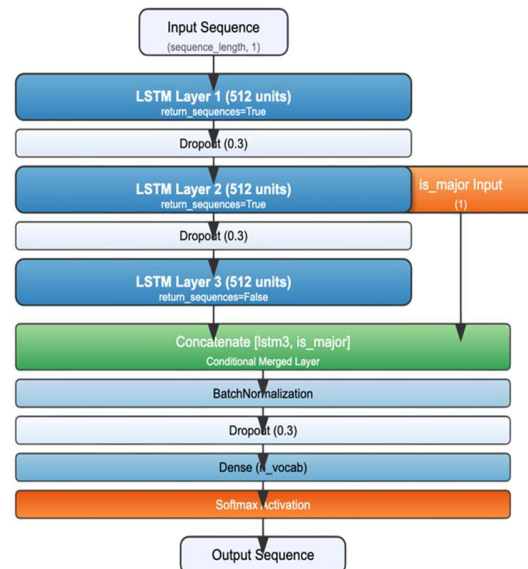 Input Sequence
(sequence_length, 1)
LSTM Layer 1 (512 units)
return_sequences=True
Dropout (0.3)
LSTM Layer 2 (512 units)
return_sequences=True
is_major Input
(1)
Dropout (0.3)
LSTM Layer 3 (512 units)
return_sequences=False
Concatenate [lstm3, is_major]
Conditional Merged Layer
BatchNormalization
Dropout (0.3)
Dense (n_vocab)
Softmax Activation
Output Sequence